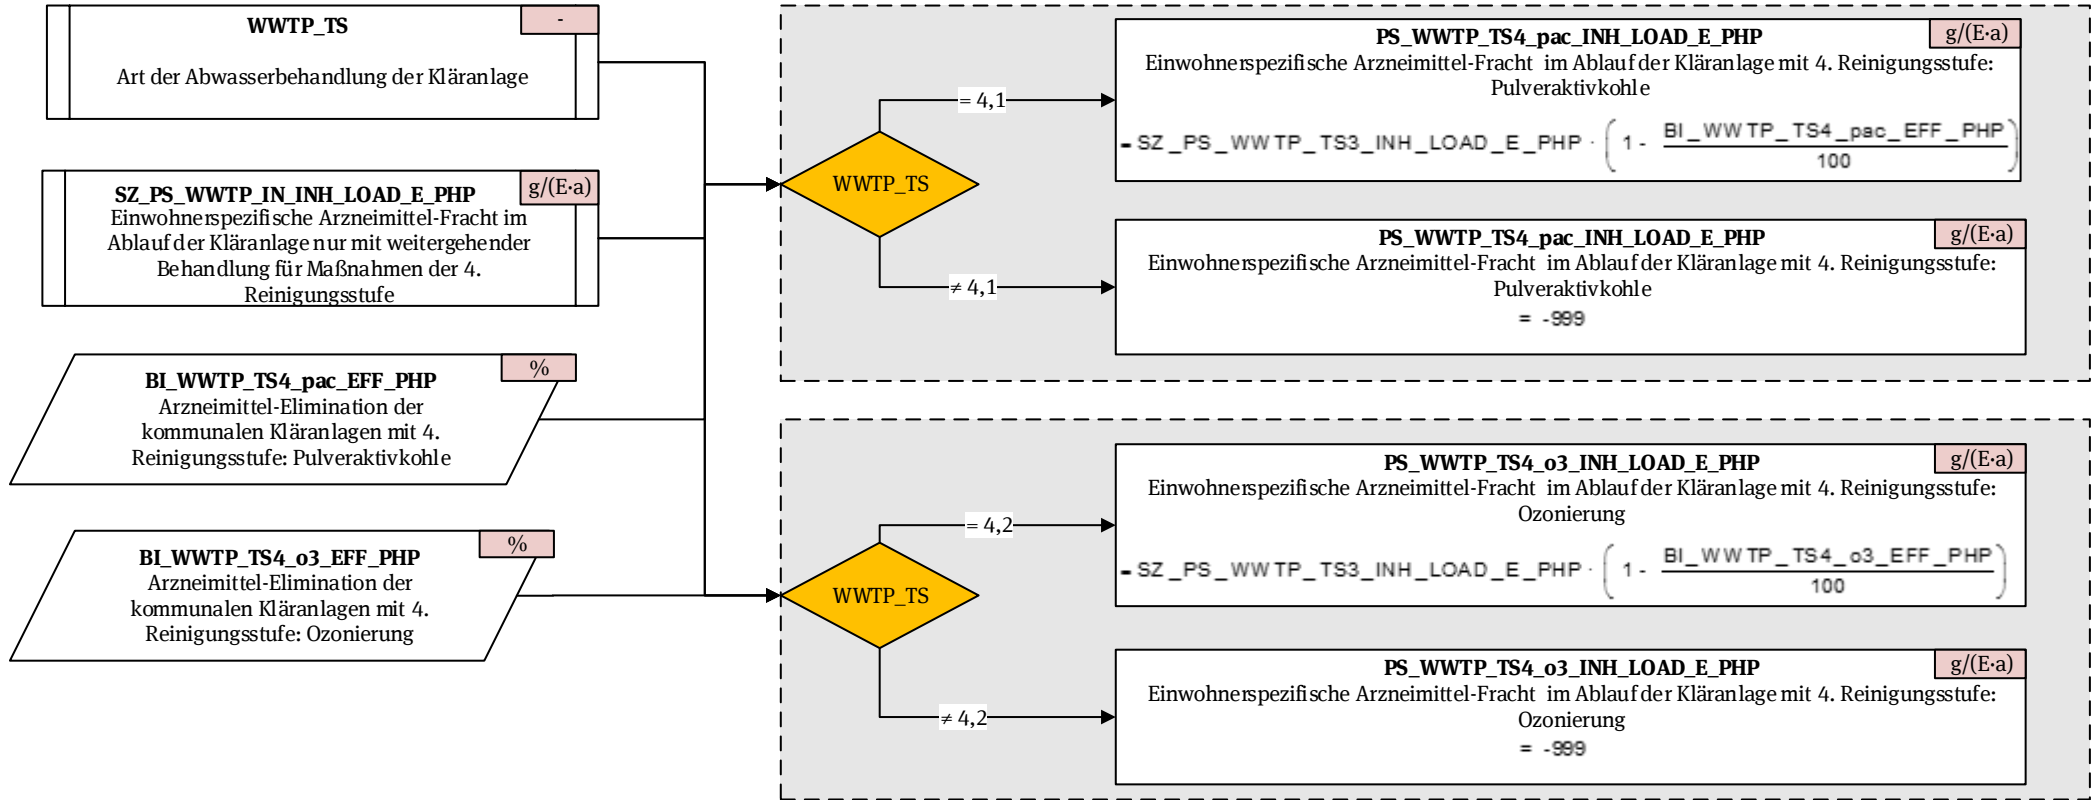 WWTP_TS
-
Art der Abwasserbehandlung der Kläranlage
SZ_PS_WWTP_IN_INH_LOAD_E_PHP
g/(E·a)
Einwohnerspezifische Arzneimittel-Fracht im
Ablauf der Kläranlage nur mit weitergehender
Behandlung für Maßnahmen der 4.
Reinigungsstufe
%
BI_WWTP_TS4_pac_EFF_PHP
Arzneimittel-Elimination der
kommunalen Kläranlagen mit 4.
Reinigungsstufe: Pulveraktivkohle
%
BI_WWTP_TS4_o3_EFF_PHP
Arzneimittel-Elimination der
kommunalen Kläranlagen mit 4.
Reinigungsstufe: Ozonierung
WWTP_TS
= 4,1
≠ 4,1
PS_WWTP_TS4_pac_INH_LOAD_E_PHP
g/(E·a)
Einwohnerspezifische Arzneimittel-Fracht im Ablauf der Kläranlage mit 4. Reinigungsstufe:
Pulveraktivkohle
= SZ_PS_WWTP_TS3_INH_LOAD_E_PHP · ( 1 - BI_WWTP_TS4_pac_EFF_PHP / 100 )
PS_WWTP_TS4_pac_INH_LOAD_E_PHP
g/(E·a)
Einwohnerspezifische Arzneimittel-Fracht im Ablauf der Kläranlage mit 4. Reinigungsstufe:
Pulveraktivkohle
= -999
WWTP_TS
= 4,2
≠ 4,2
PS_WWTP_TS4_o3_INH_LOAD_E_PHP
g/(E·a)
Einwohnerspezifische Arzneimittel-Fracht im Ablauf der Kläranlage mit 4. Reinigungsstufe:
Ozonierung
= SZ_PS_WWTP_TS3_INH_LOAD_E_PHP · ( 1 - BI_WWTP_TS4_o3_EFF_PHP / 100 )
PS_WWTP_TS4_o3_INH_LOAD_E_PHP
g/(E·a)
Einwohnerspezifische Arzneimittel-Fracht im Ablauf der Kläranlage mit 4. Reinigungsstufe:
Ozonierung
= -999